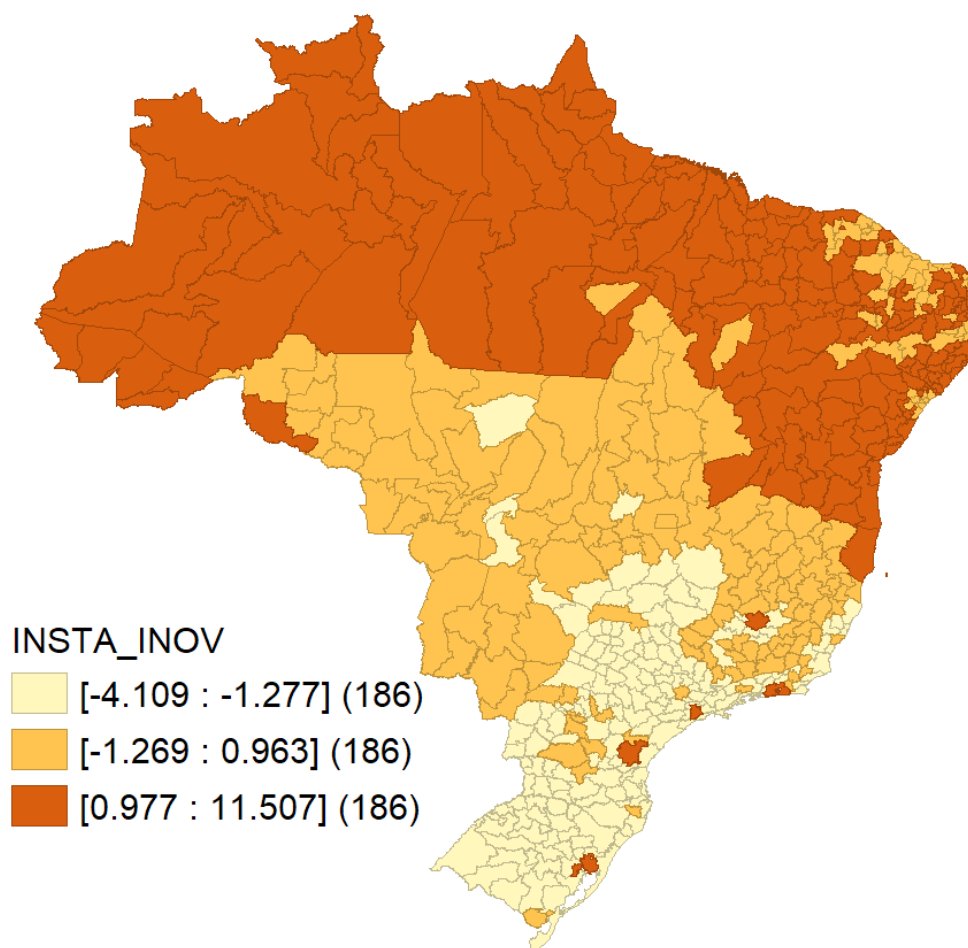 INSTA_INOV
[-4.109 : -1.277] (186)
[-1.269 : 0.963] (186)
[0.977 : 11.507] (186)